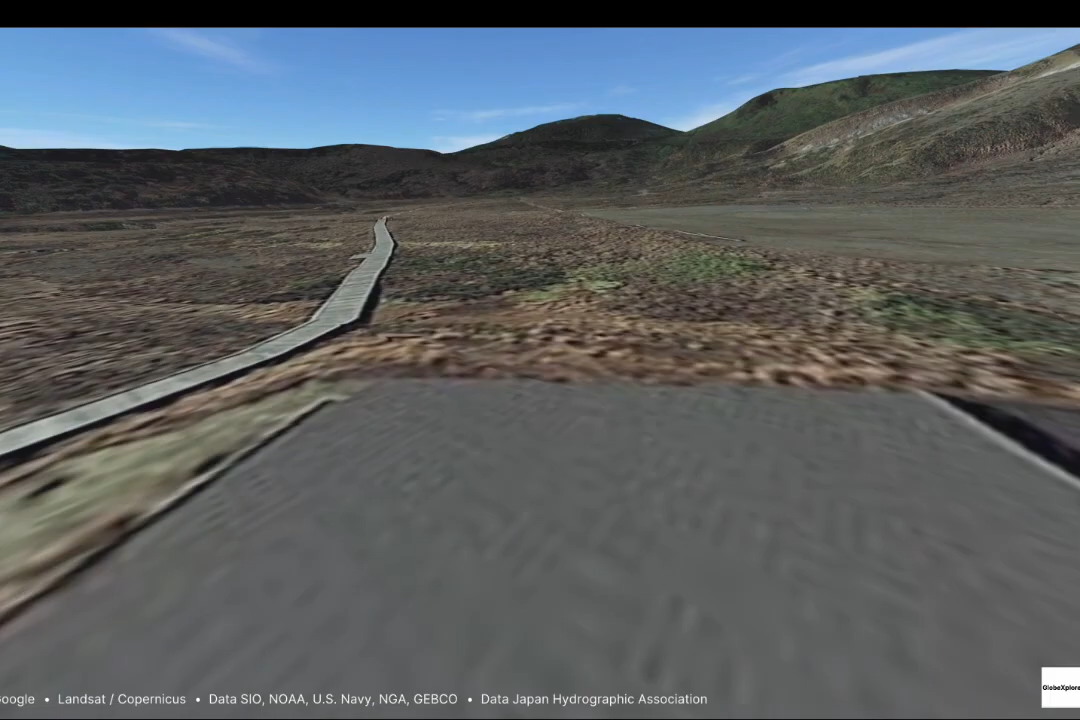 oogle • Landsat / Copernicus • Data SIO, NOAA, U.S. Navy, NGA, GEBCO • Data Japan Hydrographic Association
GlobeXplore